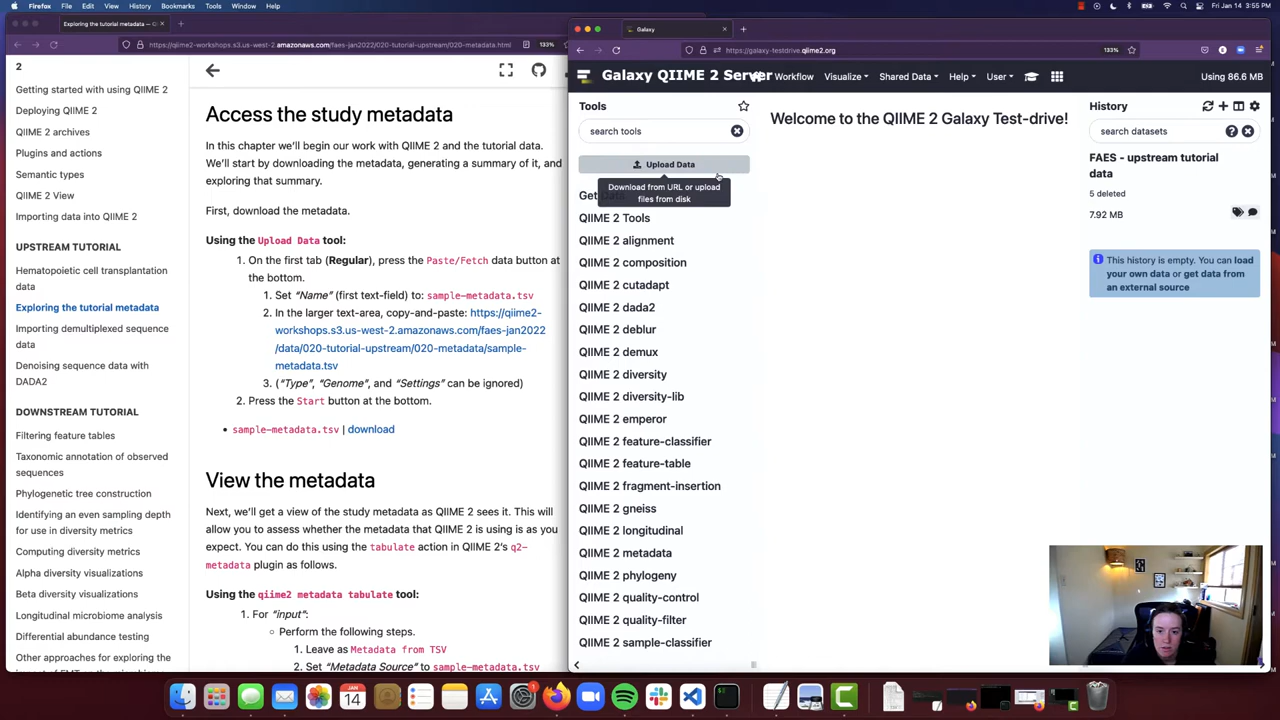 Firefox File Edit View History Bookmarks Tools Window Help
Fri Jan 14 3:55 PM
Exploring the tutorial metadata — Q
https://qiime2-workshops.s3.us-west-2.amazonaws.com/faes-jan2022/020-tutorial-upstream/020-metadata.html
133%
2
Getting started with using QIIME 2
Deploying QIIME 2
QIIME 2 archives
Plugins and actions
Semantic types
QIIME 2 View
Importing data into QIIME 2
UPSTREAM TUTORIAL
Hematopoietic cell transplantation
data
Exploring the tutorial metadata
Importing demultiplexed sequence
data
Denoising sequence data with
DADA2
DOWNSTREAM TUTORIAL
Filtering feature tables
Taxonomic annotation of observed
sequences
Phylogenetic tree construction
Identifying an even sampling depth
for use in diversity metrics
Computing diversity metrics
Alpha diversity visualizations
Beta diversity visualizations
Longitudinal microbiome analysis
Differential abundance testing
Other approaches for exploring the
Access the study metadata
In this chapter we'll begin our work with QIIME 2 and the tutorial data.
We'll start by downloading the metadata, generating a summary of it, and
exploring that summary.
First, download the metadata.
Using the Upload Data tool:
1. On the first tab (Regular), press the Paste/Fetch data button at
the bottom.
1. Set "Name" (first text-field) to: sample-metadata.tsv
2. In the larger text-area, copy-and-paste: https://qiime2-
workshops.s3.us-west-2.amazonaws.com/faes-jan2022
/data/020-tutorial-upstream/020-metadata/sample-
metadata.tsv
3. ("Type", "Genome", and "Settings" can be ignored)
2. Press the Start button at the bottom.
• sample-metadata.tsv | download
View the metadata
Next, we'll get a view of the study metadata as QIIME 2 sees it. This will
allow you to assess whether the metadata that QIIME 2 is using is as you
expect. You can do this using the tabulate action in QIIME 2's q2-
metadata plugin as follows.
Using the qiime2 metadata tabulate tool:
1. For "input":
Perform the following steps.
1. Leave as Metadata from TSV
2. Set "Metadata Source" to sample-metadata.tsv
Galaxy
https://galaxy-testdrive.qiime2.org
133%
Galaxy QIIME 2 Server
Workflow Visualize Shared Data Help User
Using 86.6 MB
Tools
search tools
Upload Data
Download from URL or upload
files from disk
Get
QIIME 2 Tools
QIIME 2 alignment
QIIME 2 composition
QIIME 2 cutadapt
QIIME 2 dada2
QIIME 2 deblur
QIIME 2 demux
QIIME 2 diversity
QIIME 2 diversity-lib
QIIME 2 emperor
QIIME 2 feature-classifier
QIIME 2 feature-table
QIIME 2 fragment-insertion
QIIME 2 gneiss
QIIME 2 longitudinal
QIIME 2 metadata
QIIME 2 phylogeny
QIIME 2 quality-control
QIIME 2 quality-filter
QIIME 2 sample-classifier
Welcome to the QIIME 2 Galaxy Test-drive!
History
search datasets
FAES - upstream tutorial
data
5 deleted
7.92 MB
This history is empty. You can load
your own data or get data from
an external source
JAN
14
1